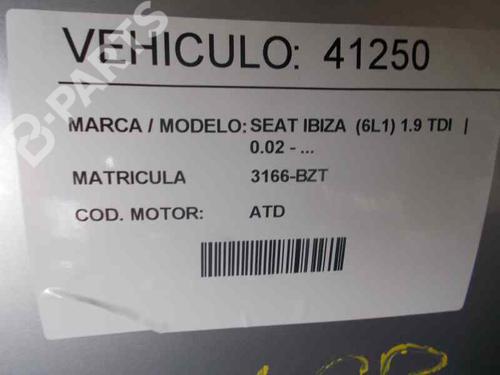 VEHICULO: 41250
B-PARTS
MARCA / MODELO: SEAT IBIZA (6L1) 1.9 TDI |
0.02 - ...
MATRICULA 3166-BZT
COD. MOTOR: ATD